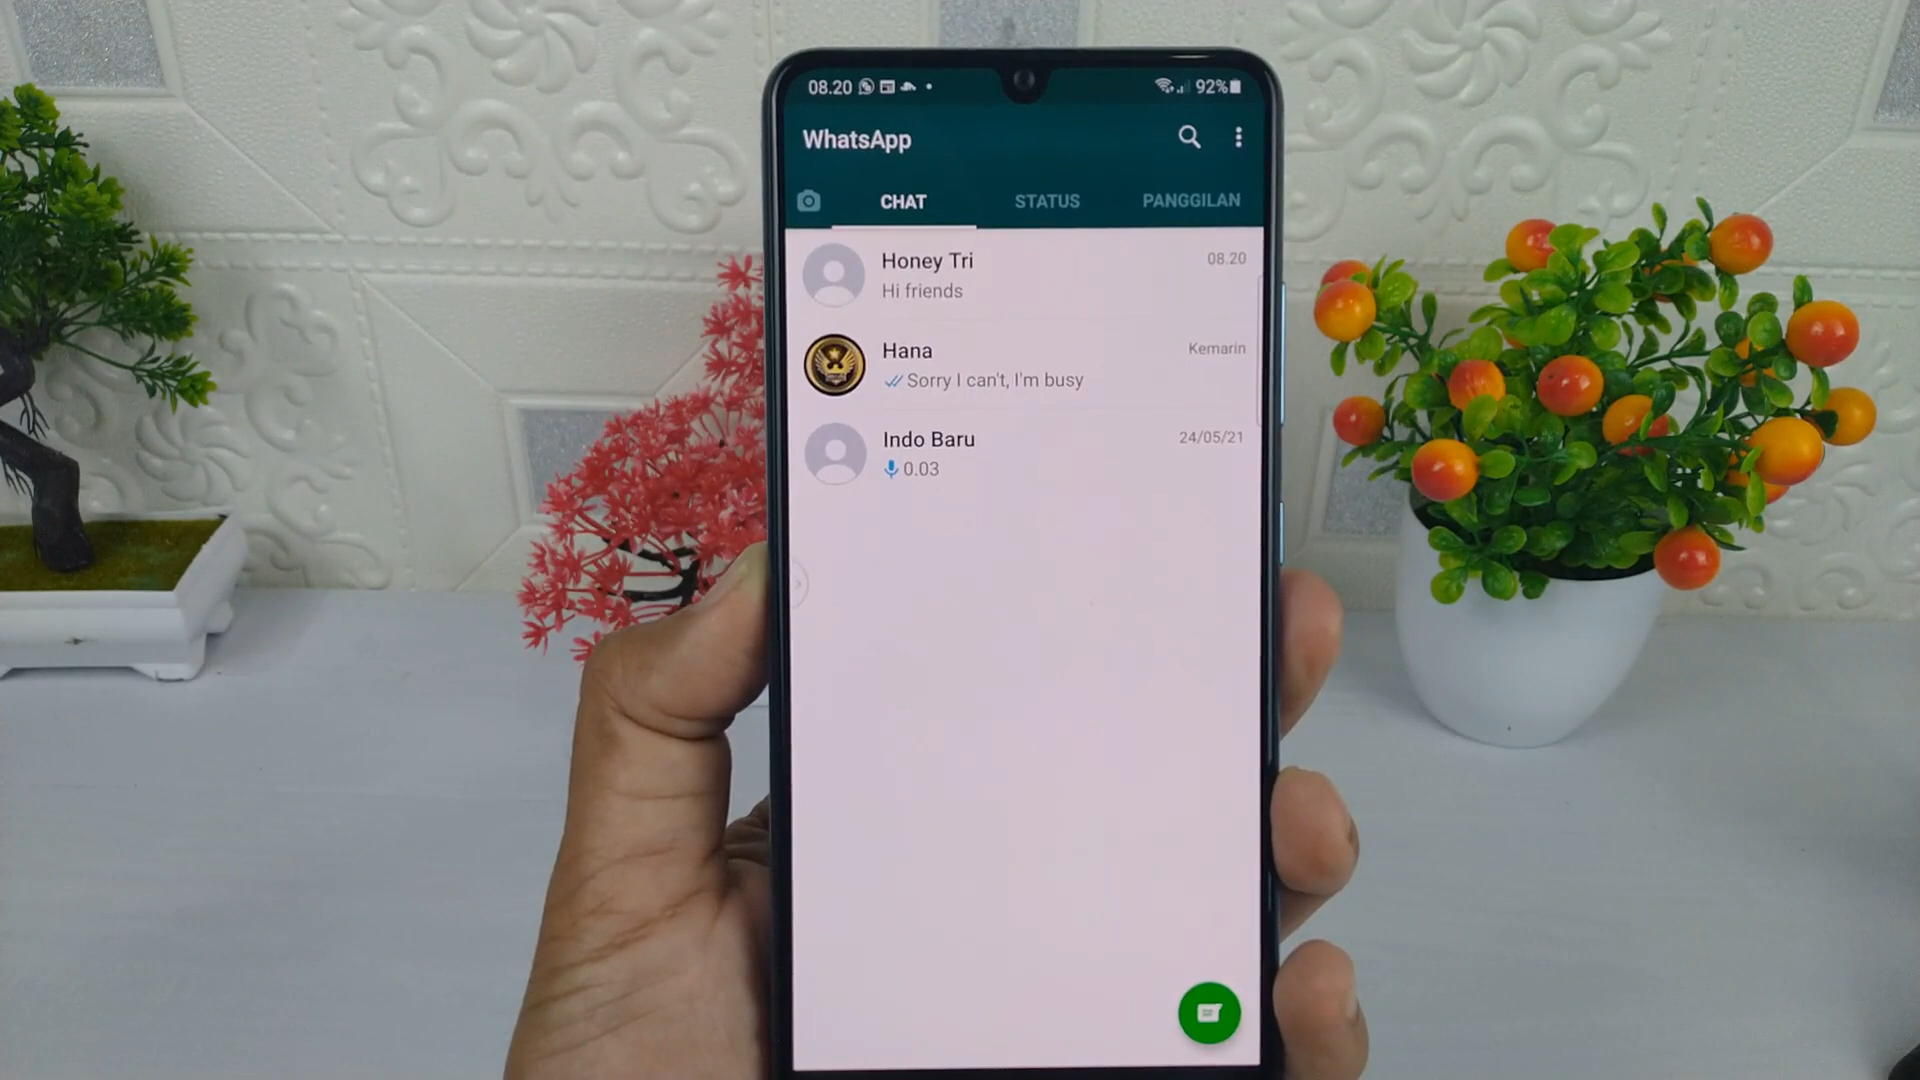 08.20 92%
WhatsApp
CHAT STATUS PANGGILAN
Honey Tri 08.20
Hi friends
Hana Kemarin
Sorry I can't, I'm busy
Indo Baru 24/05/21
0.03